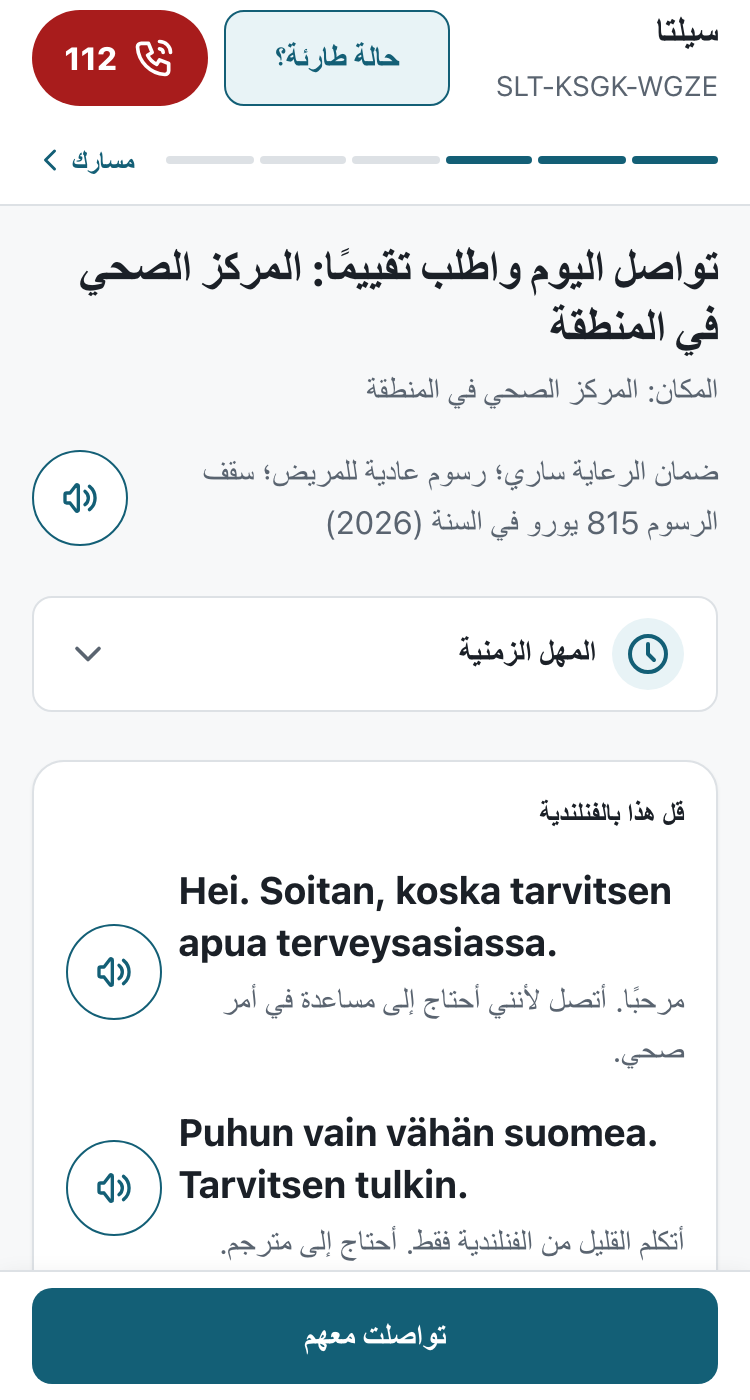 سيلتا
SLT-KSGK-WGZE
حالة طارئة؟
112
مسارك
تواصل اليوم واطلب تقييمًا: المركز الصحي
في المنطقة
المكان: المركز الصحي في المنطقة
ضمان الرعاية ساري؛ رسوم عادية للمريض؛ سقف
الرسوم 815 يورو في السنة (2026)
المهل الزمنية
قل هذا بالفنلندية
Hei. Soitan, koska tarvitsen
apua terveysasiassa.
مرحبًا. أتصل لأنني أحتاج إلى مساعدة في أمر
صحي.
Puhun vain vähän suomea.
Tarvitsen tulkin.
أتكلم القليل من الفنلندية فقط. أحتاج إلى مترجم.
تواصلت معهم